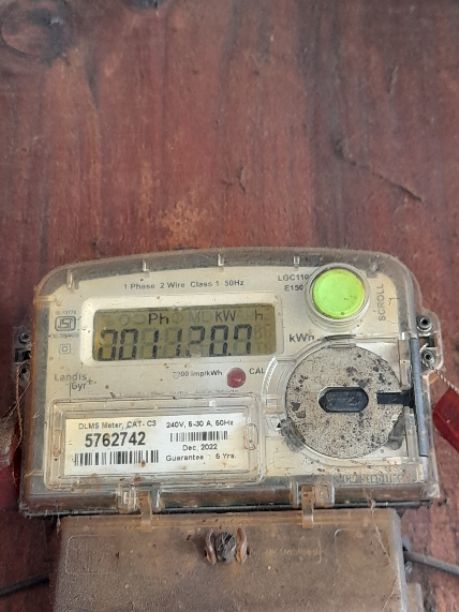 1 Phase 2 Wire Class 1 50Hz
LGC110
E150
SCROLL
Ph kW h
kWh
Landis
Gyr+
3200 imp/kWh
CAL
DLMS Meter, CAT- C3
5762742
240V, 5-30 A, 50Hz
Dec, 2022
Guarantee : 5 Yrs.